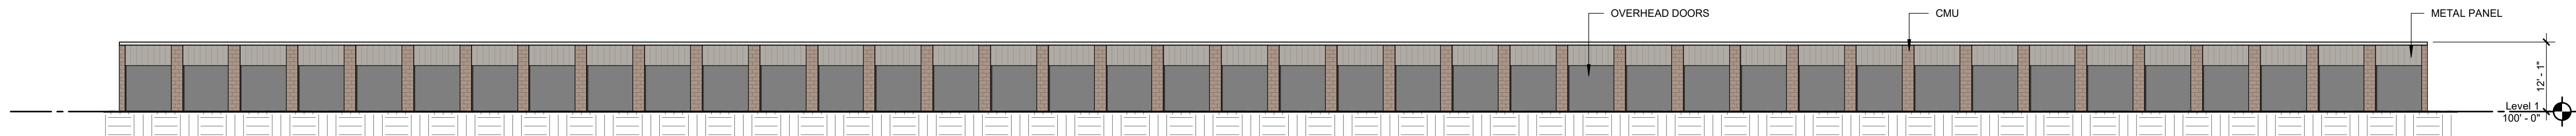 OVERHEAD DOORS
CMU
METAL PANEL
12' - 1"
Level 1
100' - 0"